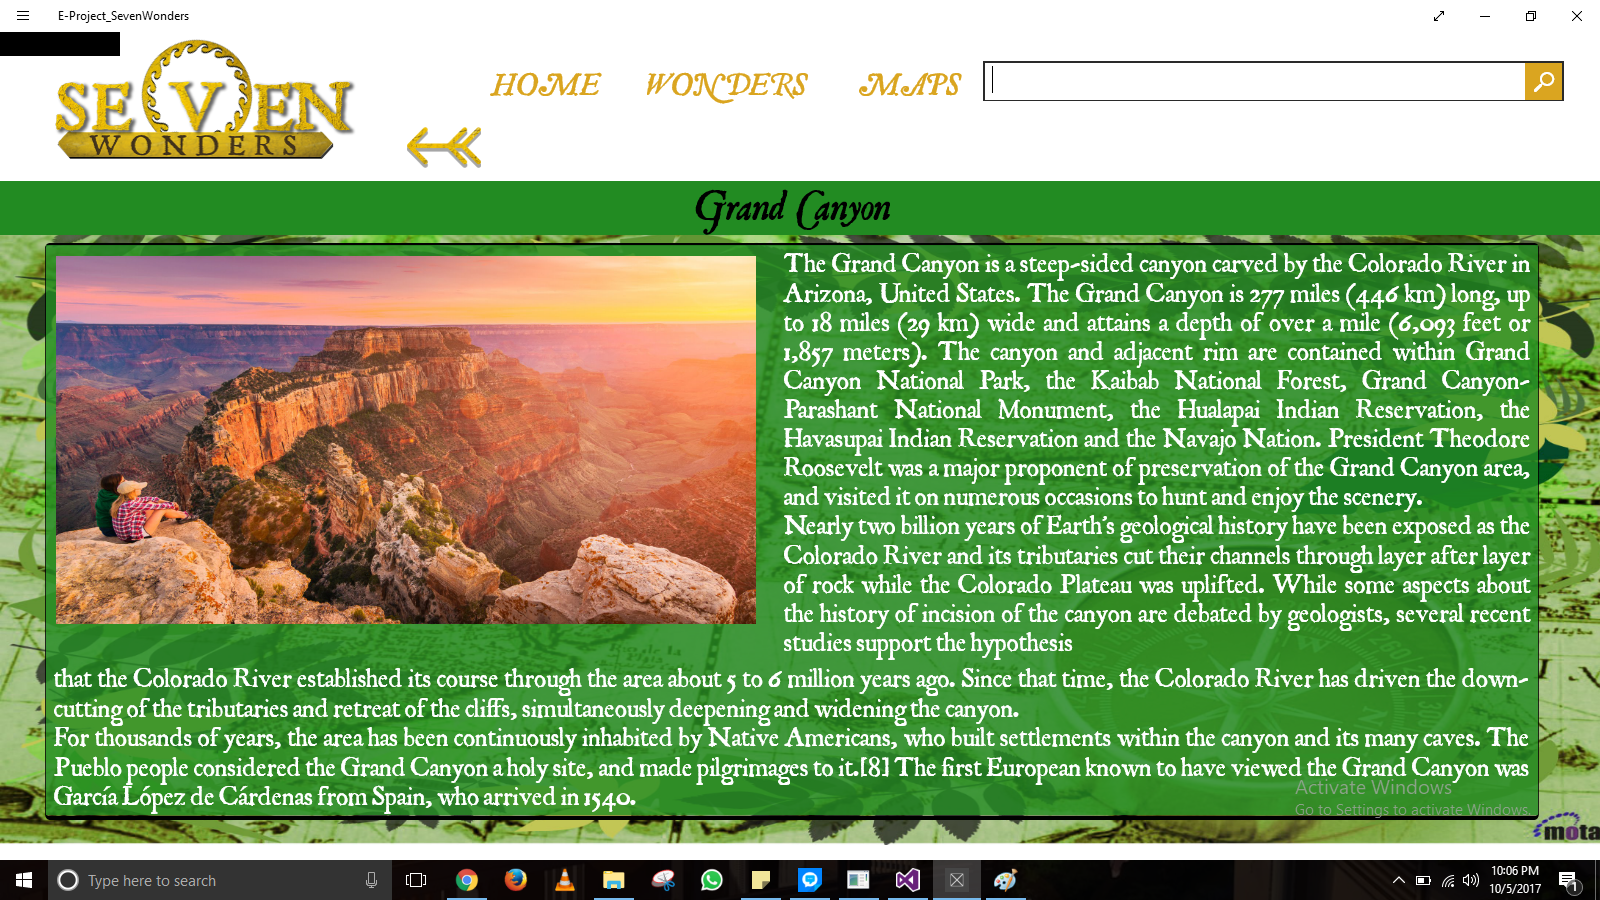 E-Project_SevenWonders
SEVEN
WONDERS
HOME WONDERS MAPS
Grand Canyon
The Grand Canyon is a steep-sided canyon carved by the Colorado River in
Arizona, United States. The Grand Canyon is 277 miles (446 km) long, up
to 18 miles (29 km) wide and attains a depth of over a mile (6,093 feet or
1,857 meters). The canyon and adjacent rim are contained within Grand
Canyon National Park, the Kaibab National Forest, Grand Canyon-
Parashant National Monument, the Hualapai Indian Reservation, the
Havasupai Indian Reservation and the Navajo Nation. President Theodore
Roosevelt was a major proponent of preservation of the Grand Canyon area,
and visited it on numerous occasions to hunt and enjoy the scenery.
Nearly two billion years of Earth's geological history have been exposed as the
Colorado River and its tributaries cut their channels through layer after layer
of rock while the Colorado Plateau was uplifted. While some aspects about
the history of incision of the canyon are debated by geologists, several recent
studies support the hypothesis
that the Colorado River established its course through the area about 5 to 6 million years ago. Since that time, the Colorado River has driven the down-
cutting of the tributaries and retreat of the cliffs, simultaneously deepening and widening the canyon.
For thousands of years, the area has been continuously inhabited by Native Americans, who built settlements within the canyon and its many caves. The
Pueblo people considered the Grand Canyon a holy site, and made pilgrimages to it.[8] The first European known to have viewed the Grand Canyon was
García López de Cárdenas from Spain, who arrived in 1540.
Activate Windows
Go to Settings to activate Windows.
mota
Type here to search
10:06 PM
10/5/2017
1